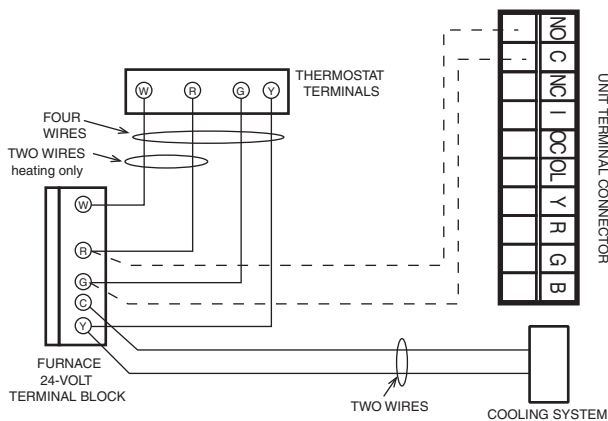 THERMOSTAT
TERMINALS
W
R
G
Y
FOUR
WIRES
TWO WIRES
heating only
W
R
G
C
Y
FURNACE
24-VOLT
TERMINAL BLOCK
TWO WIRES
COOLING SYSTEM
NO
C
NC
I
OC
OL
Y
R
G
B
UNIT TERMINAL CONNECTOR